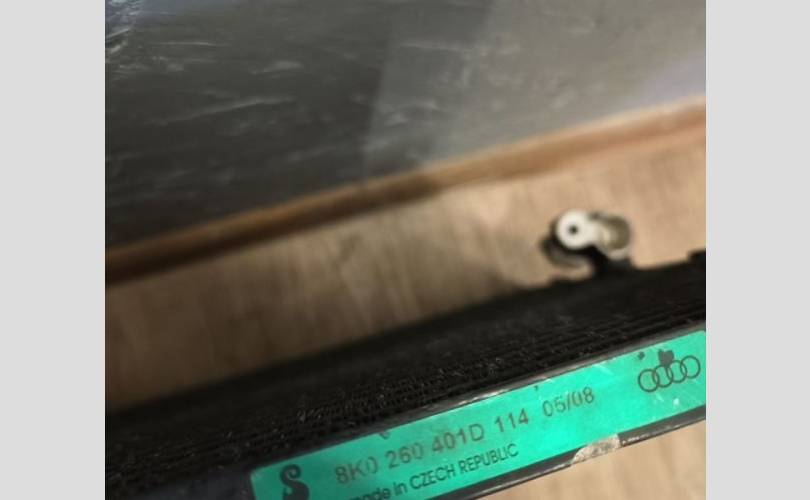 8K0 260 401D 114 05/08
made in CZECH REPUBLIC